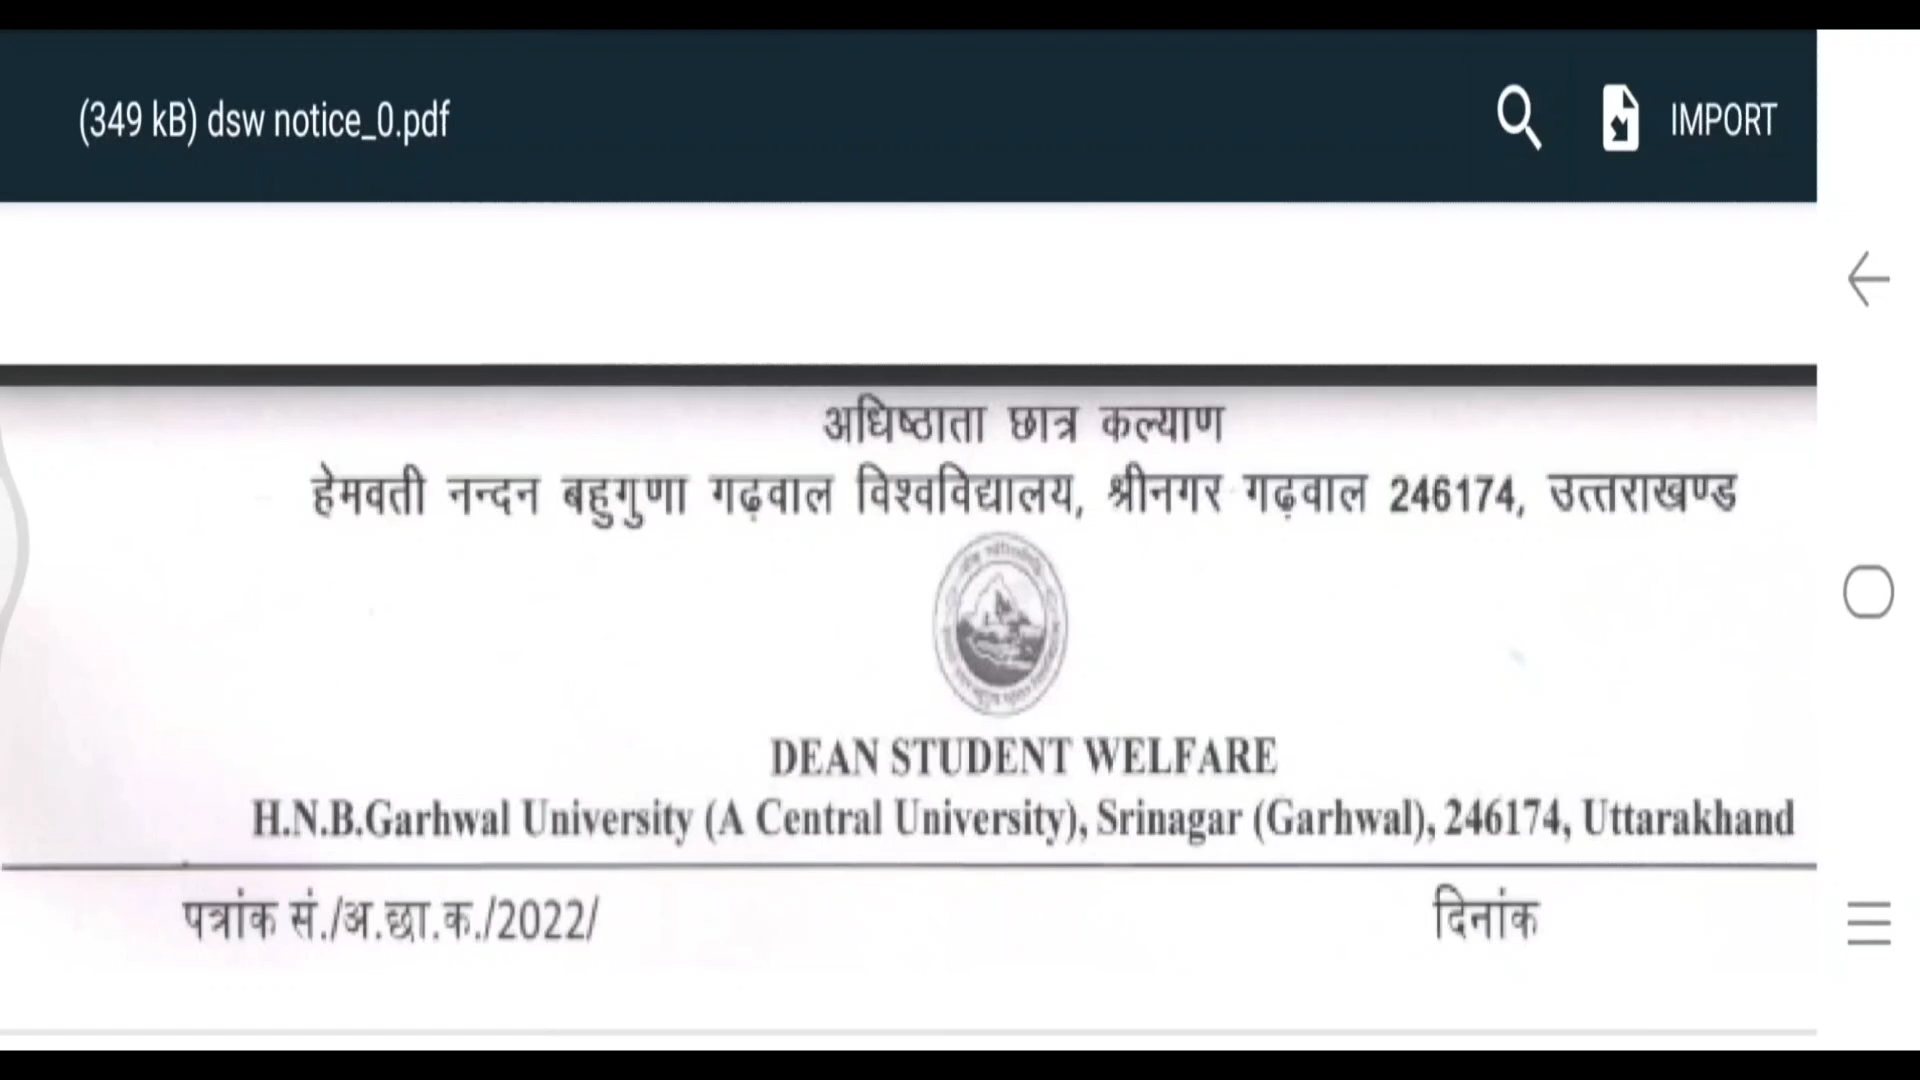 (349 kB) dsw notice_0.pdf
IMPORT
अधिष्ठाता छात्र कल्याण
हेमवती नन्दन बहुगुणा गढ़वाल विश्वविद्यालय, श्रीनगर गढ़वाल 246174, उत्तराखण्ड
DEAN STUDENT WELFARE
H.N.B.Garhwal University (A Central University), Srinagar (Garhwal), 246174, Uttarakhand
पत्रांक सं./अ.छा.क./2022/ दिनांक